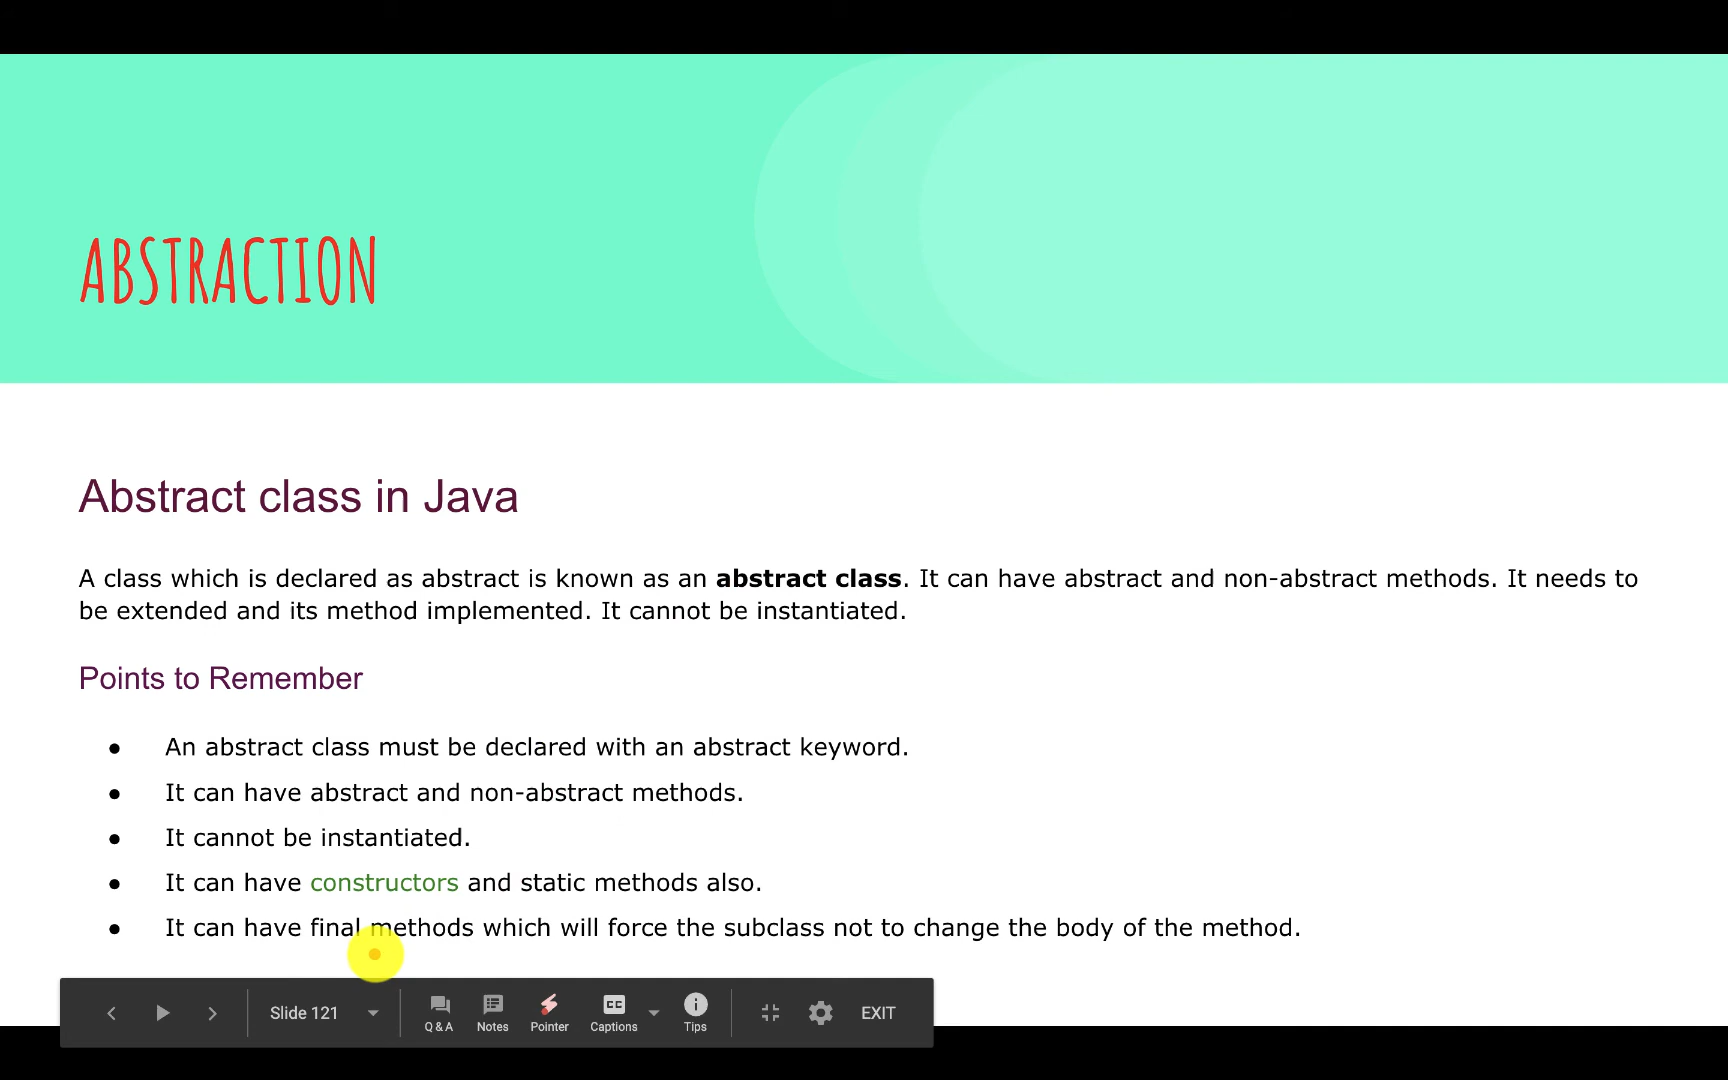 ABSTRACTION
Abstract class in Java
A class which is declared as abstract is known as an abstract class. It can have abstract and non-abstract methods. It needs to
be extended and its method implemented. It cannot be instantiated.
Points to Remember
● An abstract class must be declared with an abstract keyword.
● It can have abstract and non-abstract methods.
● It cannot be instantiated.
● It can have constructors and static methods also.
● It can have final methods which will force the subclass not to change the body of the method.
Slide 121 Q & A Notes Pointer CC Captions Tips EXIT